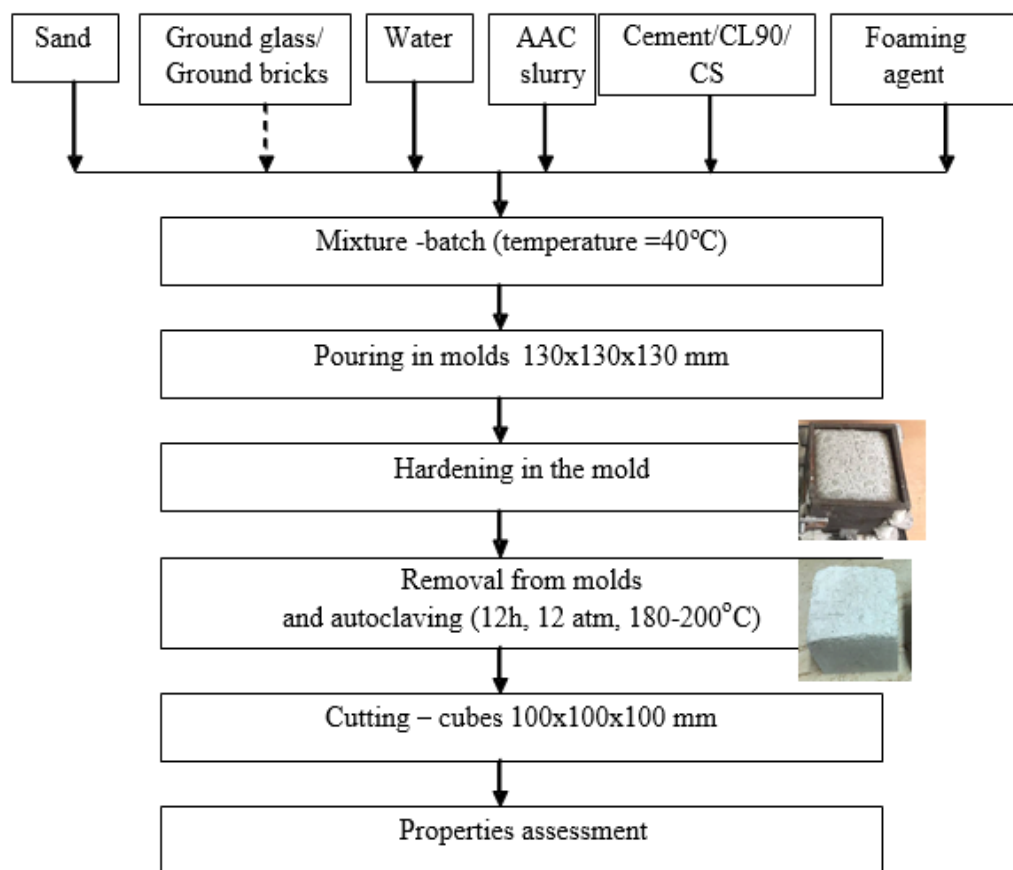 Sand
Ground glass/
Ground bricks
Water
AAC
slurry
Cement/CL90/
CS
Foaming
agent
Mixture -batch (temperature =40°C)
Pouring in molds 130x130x130 mm
Hardening in the mold
Removal from molds
and autoclaving (12h, 12 atm, 180-200°C)
Cutting – cubes 100x100x100 mm
Properties assessment